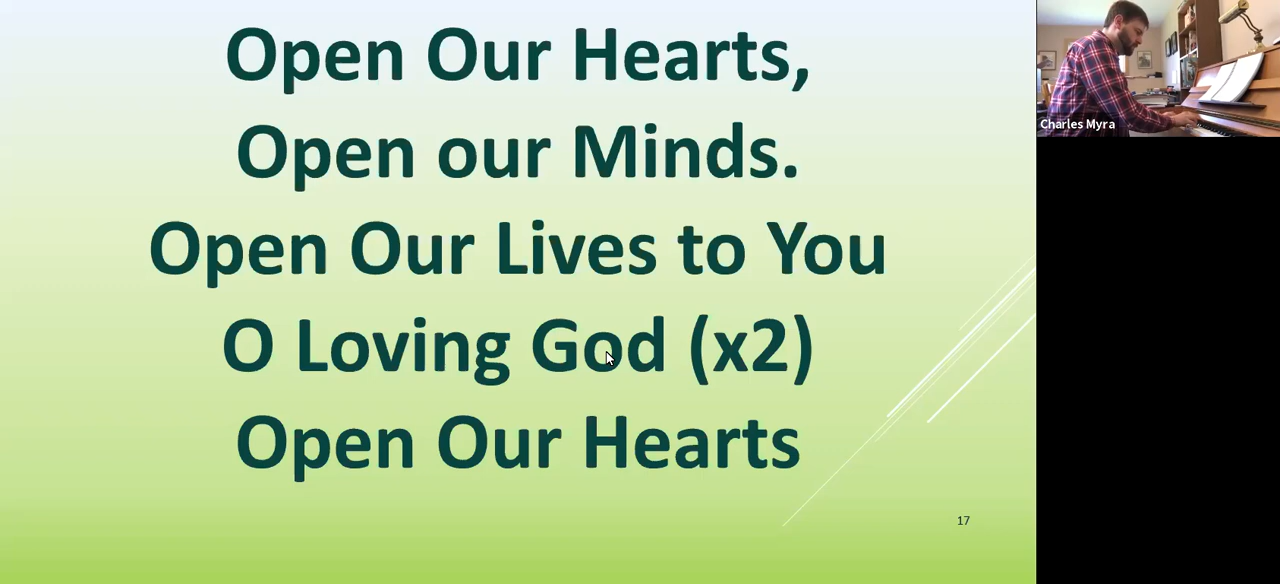 Open Our Hearts,
Open our Minds.
Open Our Lives to You
O Loving God (x2)
Open Our Hearts
17
Charles Myra